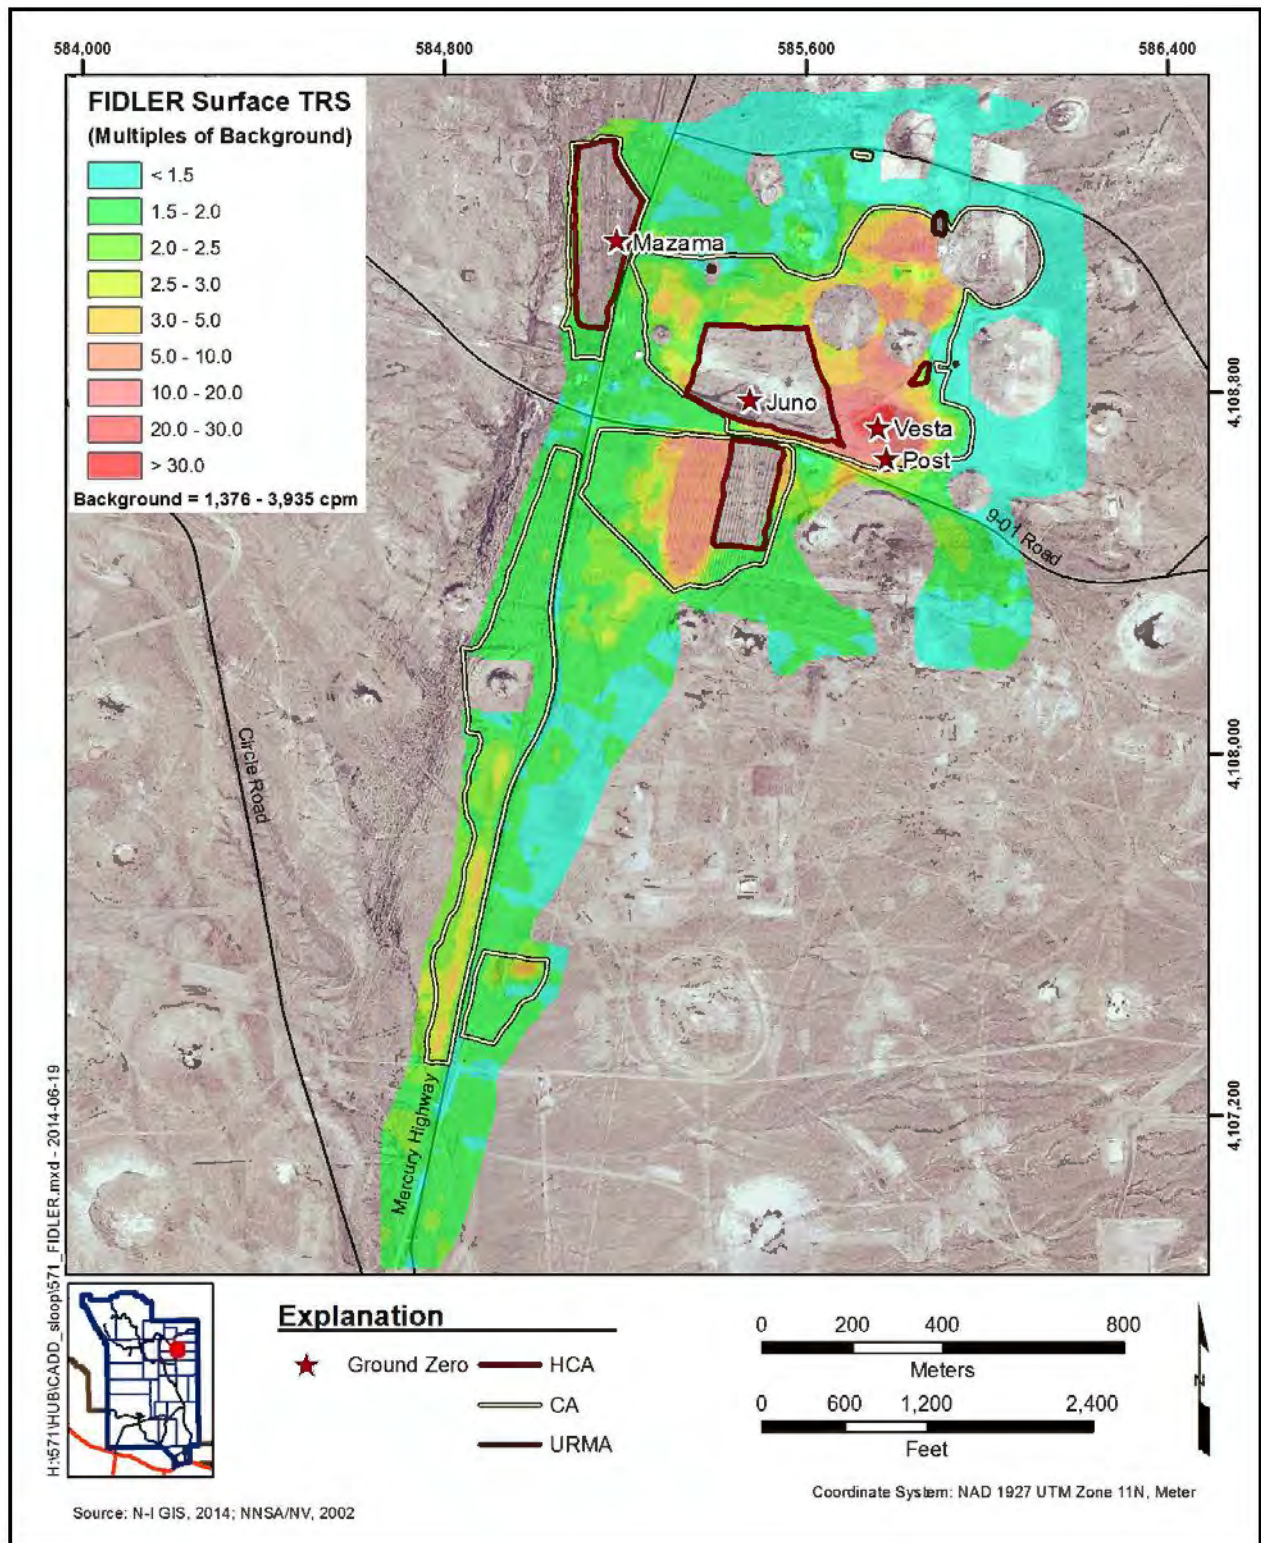 584,000
584,800
585,600
586,400
FIDLER Surface TRS
(Multiples of Background)
< 1.5
1.5 - 2.0
2.0 - 2.5
2.5 - 3.0
3.0 - 5.0
5.0 - 10.0
10.0 - 20.0
20.0 - 30.0
> 30.0
Background = 1,376 - 3,935 cpm
Mazama
Juno
Vesta
Post
9-01 Road
Circle Road
Mercury Highway
4,108,800
4,108,000
4,107,200
H:\571\HUB\CADD_sloop\571_FIDLER.mxd - 2014-06-19
Explanation
Ground Zero
HCA
CA
URMA
0 200 400 800
Meters
0 600 1,200 2,400
Feet
N
Coordinate System: NAD 1927 UTM Zone 11N, Meter
Source: N-I GIS, 2014; NNSA/NV, 2002